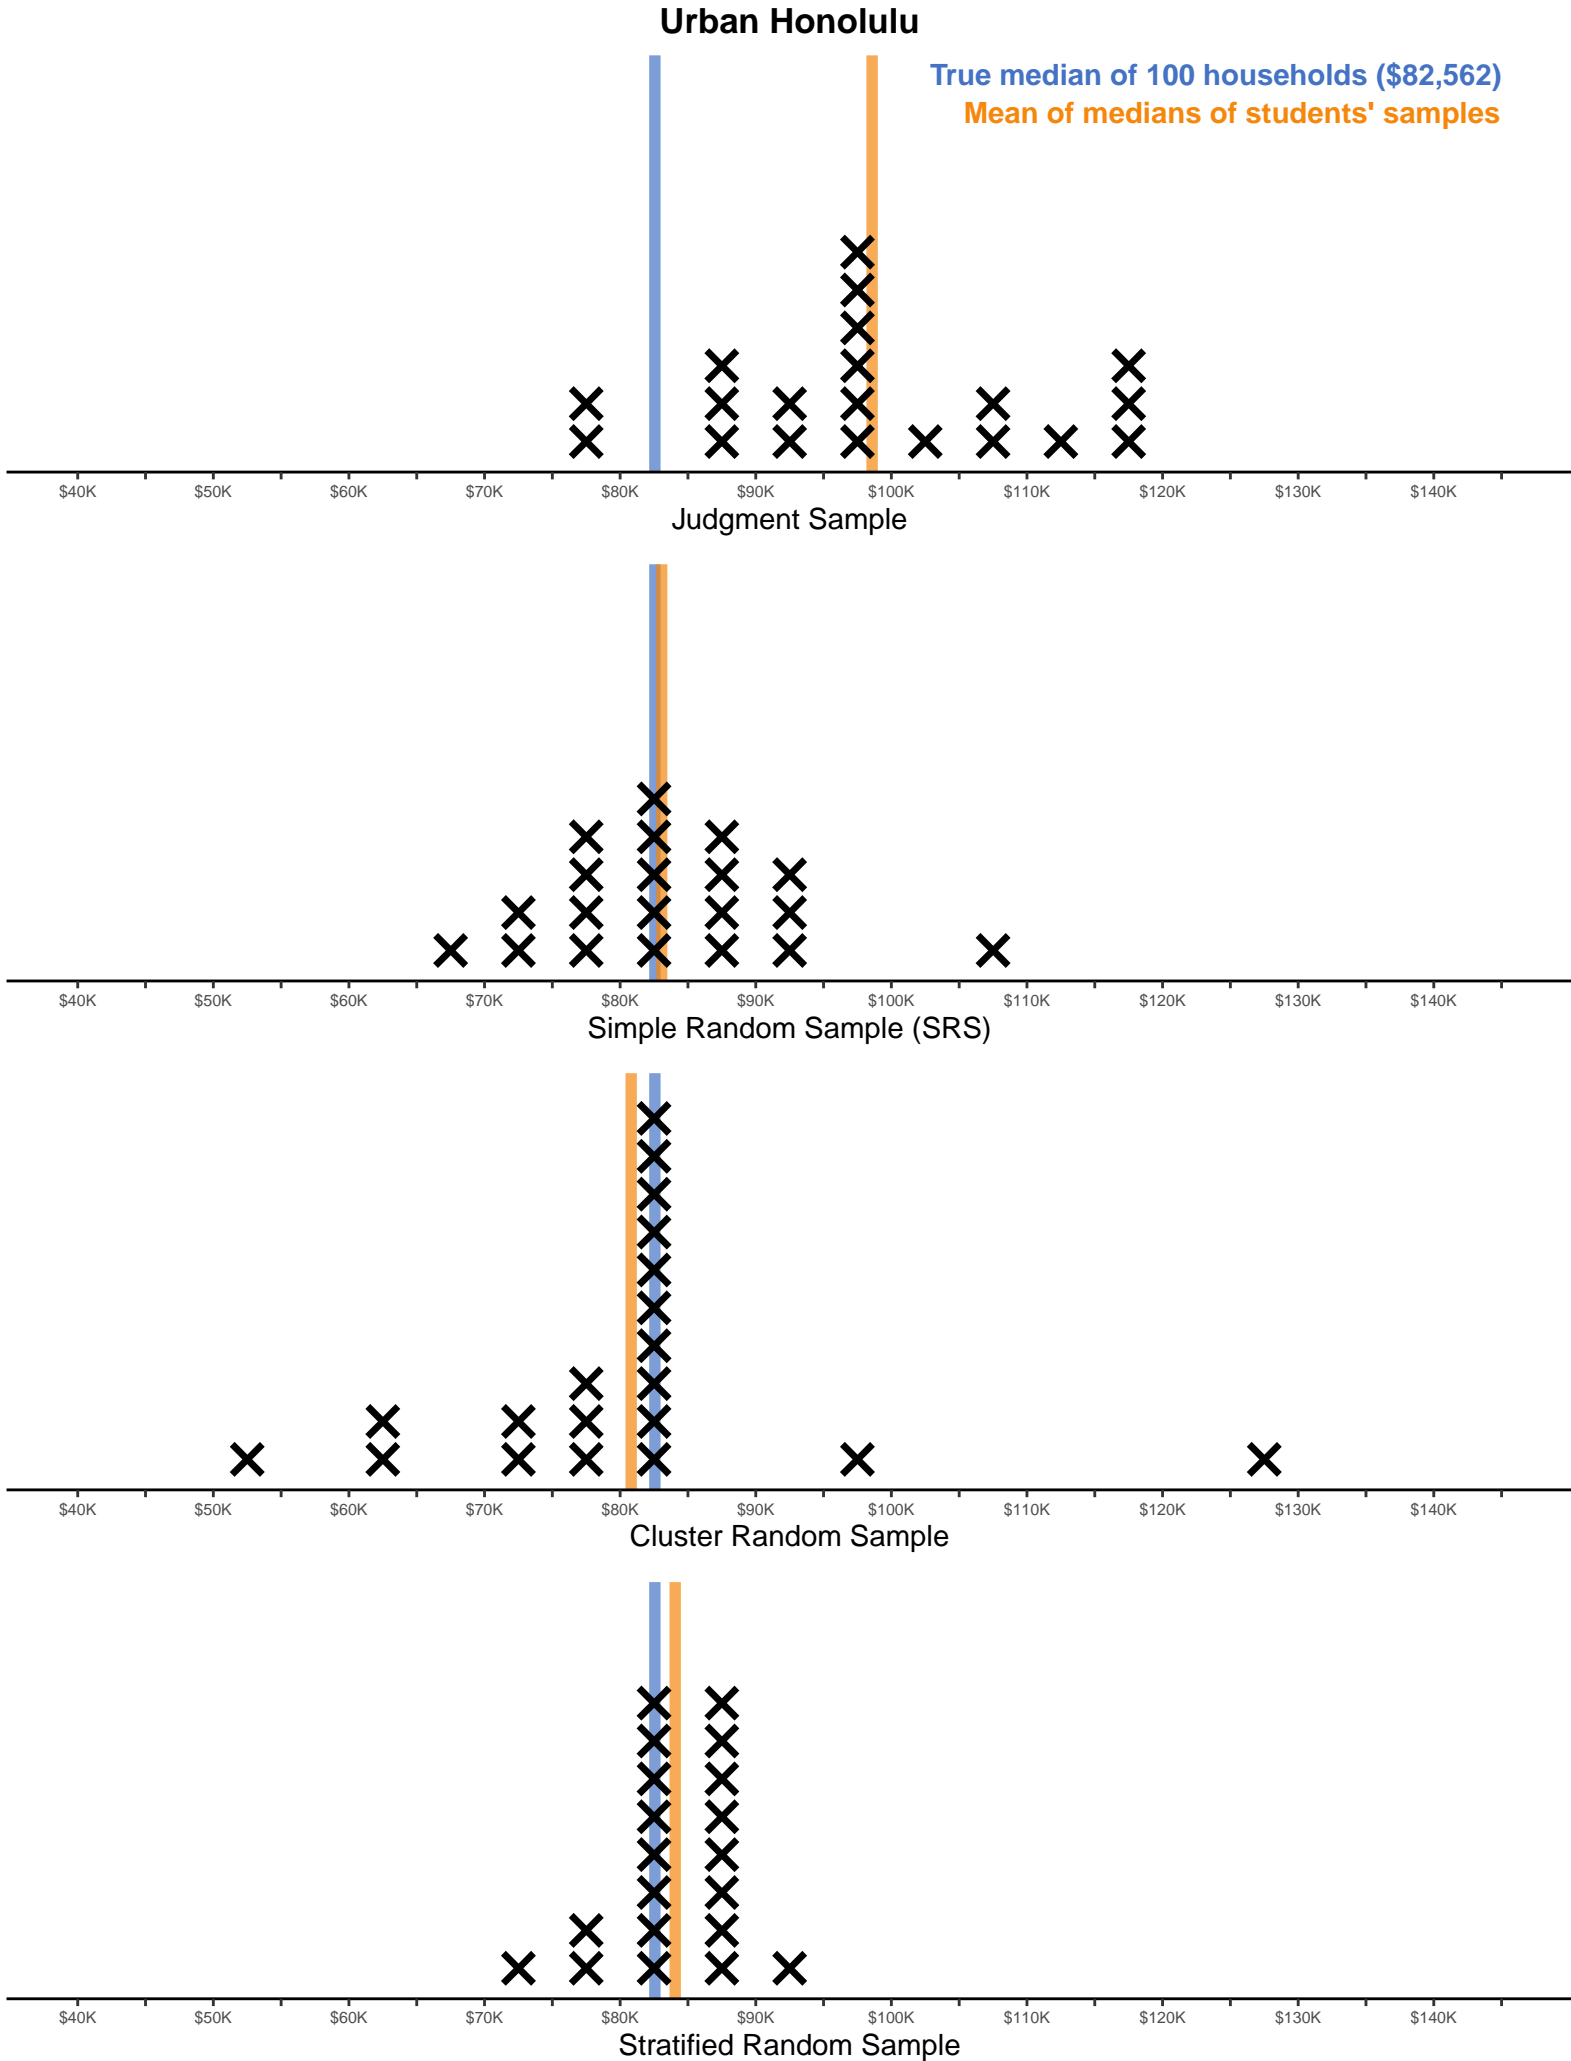 Urban Honolulu
True median of 100 households ($82,562)
Mean of medians of students' samples
$40K $50K $60K $70K $80K $90K $100K $110K $120K $130K $140K
Judgment Sample
$40K $50K $60K $70K $80K $90K $100K $110K $120K $130K $140K
Simple Random Sample (SRS)
$40K $50K $60K $70K $80K $90K $100K $110K $120K $130K $140K
Cluster Random Sample
$40K $50K $60K $70K $80K $90K $100K $110K $120K $130K $140K
Stratified Random Sample